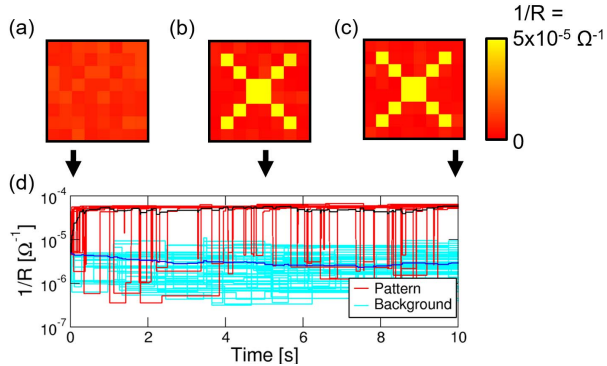 (a) (b) (c) 1/R =
5x10⁻⁵ Ω⁻¹
0
(d)
10⁻⁴
10⁻⁵
10⁻⁶
10⁻⁷
1/R [Ω⁻¹]
Pattern
Background
0 2 4 6 8 10
Time [s]